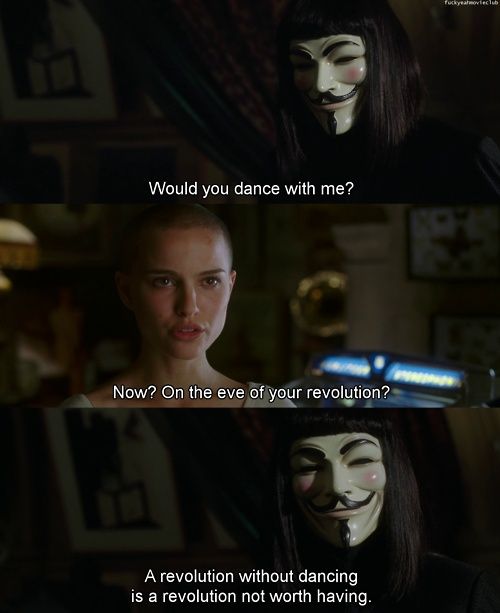 fuckyeahmovieclub
Would you dance with me?
Now? On the eve of your revolution?
A revolution without dancing
is a revolution not worth having.